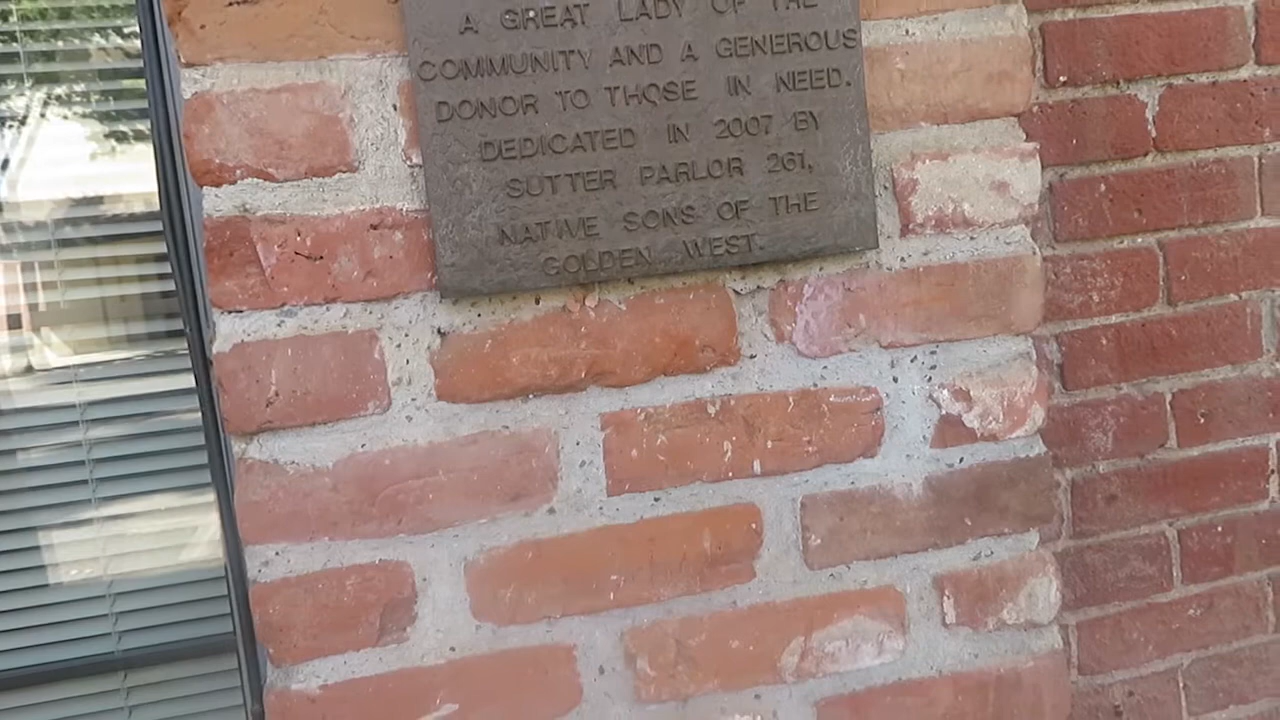 A GREAT LADY OF THE
COMMUNITY AND A GENEROUS
DONOR TO THOSE IN NEED.
DEDICATED IN 2007 BY
SUTTER PARLOR 261,
NATIVE SONS OF THE
GOLDEN WEST.